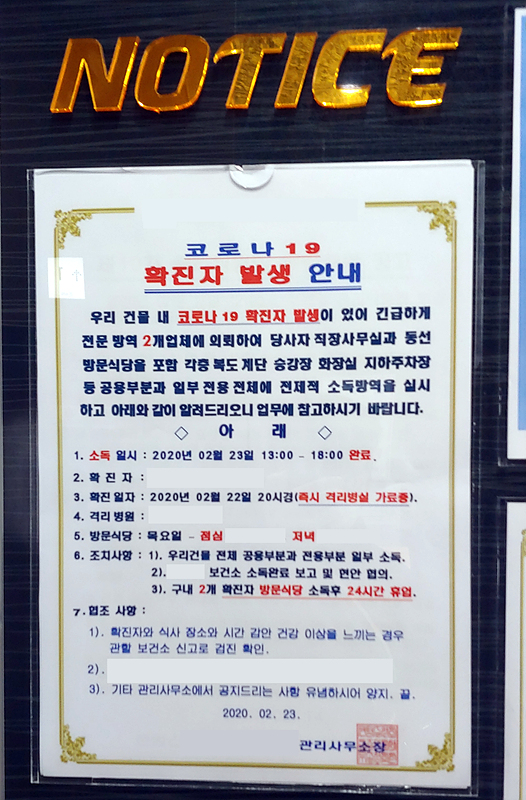 NOTICE
코로나 19
확진자 발생 안내
우리 건물 내 코로나 19 확진자 발생이 있어 긴급하게
전문 방역 2개업체에 의뢰하여 당사자 직장사무실과 동선
방문식당을 포함 각층 복도 계단 승강장 화장실 지하주차장
등 공용부분과 일부 전용 전체에 전제적 소독방역을 실시
하고 아래와 같이 알려드리오니 업무에 참고하시기 바랍니다.
◇ 아 래 ◇
1. 소독 일시 : 2020년 02월 23일 13:00 - 18:00 완료.
2. 확 진 자 :
3. 확진일자 : 2020년 02월 22일 20시경(즉시 격리병실 가료중).
4. 격리병원 :
5. 방문식당 : 목요일 - 점심 저녁
6. 조치사항 : 1). 우리건물 전체 공용부분과 전용부분 일부 소독.
2). 보건소 소독완료 보고 및 현안 협의.
3). 구내 2개 확진자 방문식당 소독후 24시간 휴업.
7. 협조 사항 :
1). 확진자와 식사 장소와 시간 감안 건강 이상을 느끼는 경우
관할 보건소 신고로 검진 확인.
2).
3). 기타 관리사무소에서 공지드리는 사항 유념하시어 양지. 끝.
2020. 02. 23.
관리사무소장